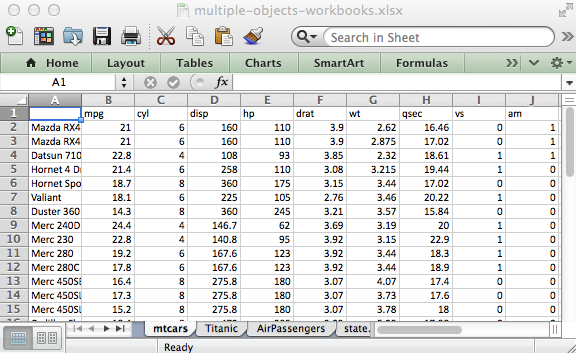 multiple-objects-workbooks.xlsx
Search in Sheet
Home Layout Tables Charts SmartArt Formulas
A1 fx
A B C D E F G H I J
1 mpg cyl disp hp drat wt qsec vs am
2 Mazda RX4 21 6 160 110 3.9 2.62 16.46 0 1
3 Mazda RX4 21 6 160 110 3.9 2.875 17.02 0 1
4 Datsun 710 22.8 4 108 93 3.85 2.32 18.61 1 1
5 Hornet 4 Dr 21.4 6 258 110 3.08 3.215 19.44 1 0
6 Hornet Spo 18.7 8 360 175 3.15 3.44 17.02 0 0
7 Valiant 18.1 6 225 105 2.76 3.46 20.22 1 0
8 Duster 360 14.3 8 360 245 3.21 3.57 15.84 0 0
9 Merc 240D 24.4 4 146.7 62 3.69 3.19 20 1 0
10 Merc 230 22.8 4 140.8 95 3.92 3.15 22.9 1 0
11 Merc 280 19.2 6 167.6 123 3.92 3.44 18.3 1 0
12 Merc 280C 17.8 6 167.6 123 3.92 3.44 18.9 1 0
13 Merc 450SE 16.4 8 275.8 180 3.07 4.07 17.4 0 0
14 Merc 450SL 17.3 8 275.8 180 3.07 3.73 17.6 0 0
15 Merc 450SL 15.2 8 275.8 180 3.07 3.78 18 0 0
mtcars Titanic AirPassengers state.
Ready